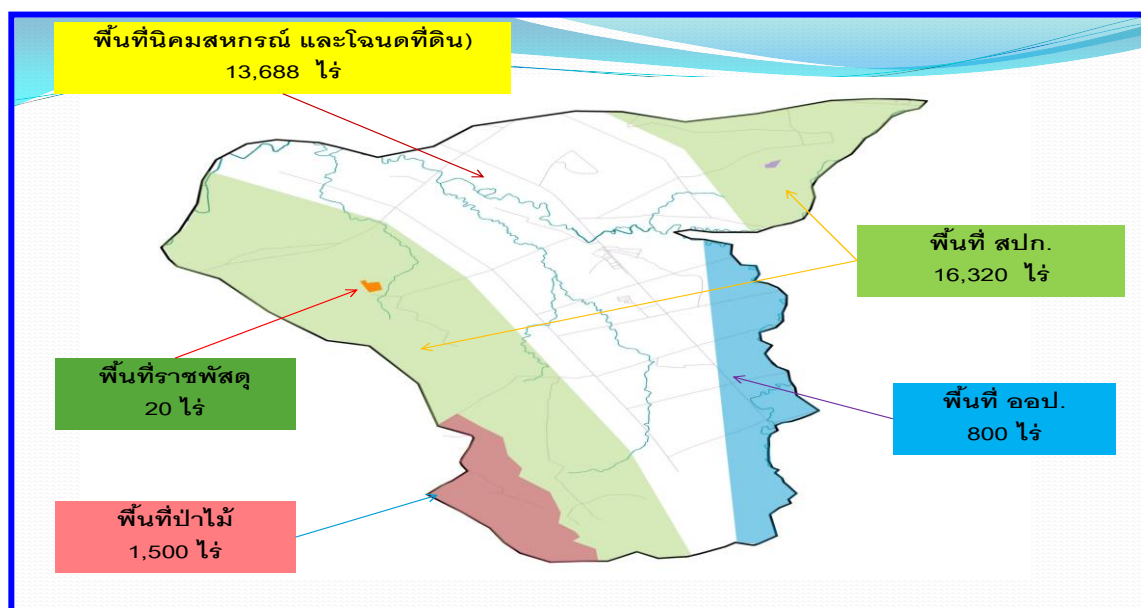 พื้นที่นิคมสหกรณ์ และโฉนดที่ดิน)
13,688 ไร่
พื้นที่ สปก.
16,320 ไร่
พื้นที่ราชพัสดุ
20 ไร่
พื้นที่ ออป.
800 ไร่
พื้นที่ป่าไม้
1,500 ไร่